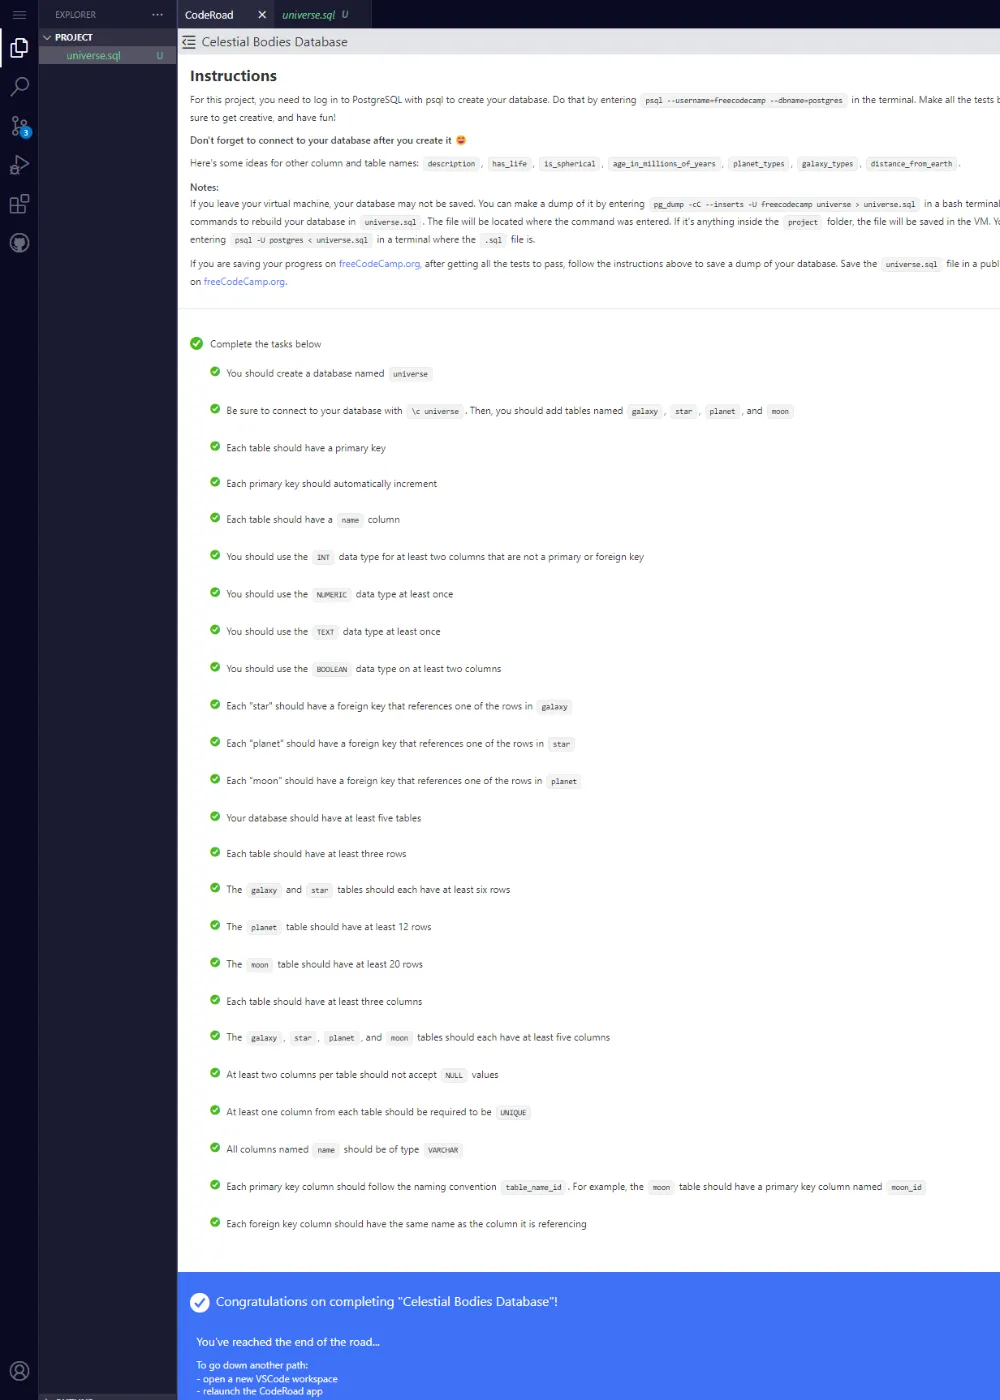 EXPLORER ...
CodeRoad
universe.sql U
PROJECT
universe.sql U
3
Celestial Bodies Database
Instructions
For this project, you need to log in to PostgreSQL with psql to create your database. Do that by entering psql --username=freecodecamp --dbname=postgres in the terminal. Make all the tests
sure to get creative, and have fun!
Don't forget to connect to your database after you create it 😄
Here's some ideas for other column and table names: description , has_life , is_spherical , age_in_millions_of_years , planet_types , galaxy_types , distance_from_earth .
Notes:
If you leave your virtual machine, your database may not be saved. You can make a dump of it by entering pg_dump -cC --inserts -U freecodecamp universe > universe.sql in a bash terminal
commands to rebuild your database in universe.sql . The file will be located where the command was entered. If it's anything inside the project folder, the file will be saved in the VM.
entering psql -U postgres < universe.sql in a terminal where the .sql file is.
If you are saving your progress on freeCodeCamp.org, after getting all the tests to pass, follow the instructions above to save a dump of your database. Save the universe.sql file in a
on freeCodeCamp.org.
Complete the tasks below
You should create a database named universe
Be sure to connect to your database with \c universe . Then, you should add tables named galaxy , star , planet , and moon
Each table should have a primary key
Each primary key should automatically increment
Each table should have a name column
You should use the INT data type for at least two columns that are not a primary or foreign key
You should use the NUMERIC data type at least once
You should use the TEXT data type at least once
You should use the BOOLEAN data type on at least two columns
Each "star" should have a foreign key that references one of the rows in galaxy
Each "planet" should have a foreign key that references one of the rows in star
Each "moon" should have a foreign key that references one of the rows in planet
Your database should have at least five tables
Each table should have at least three rows
The galaxy and star tables should each have at least six rows
The planet table should have at least 12 rows
The moon table should have at least 20 rows
Each table should have at least three columns
The galaxy , star , planet , and moon tables should each have at least five columns
At least two columns per table should not accept NULL values
At least one column from each table should be required to be UNIQUE
All columns named name should be of type VARCHAR
Each primary key column should follow the naming convention table_name_id . For example, the moon table should have a primary key column named moon_id
Each foreign key column should have the same name as the column it is referencing
Congratulations on completing "Celestial Bodies Database"!
You've reached the end of the road...
To go down another path:
- open a new VSCode workspace
- relaunch the CodeRoad app